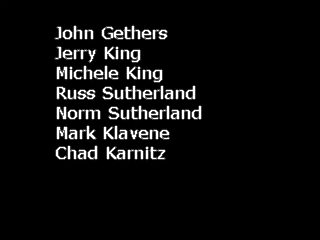 John Gethers
Jerry King
Michele King
Russ Sutherland
Norm Sutherland
Mark Klavene
Chad Karnitz